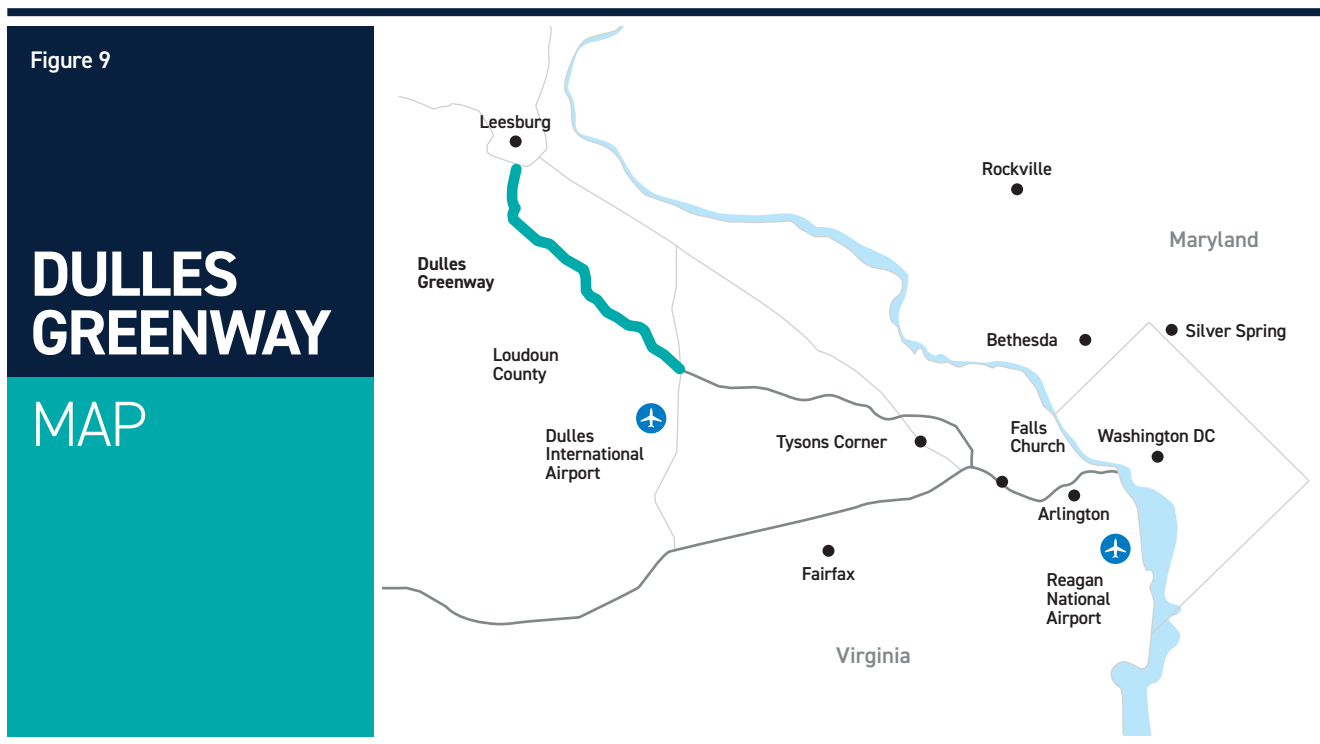 Figure 9
DULLES
GREENWAY
MAP
Leesburg
Rockville
Maryland
Dulles
Greenway
Silver Spring
Bethesda
Loudoun
County
Falls
Church
Washington DC
Tysons Corner
Dulles
International
Airport
Arlington
Fairfax
Reagan
National
Airport
Virginia